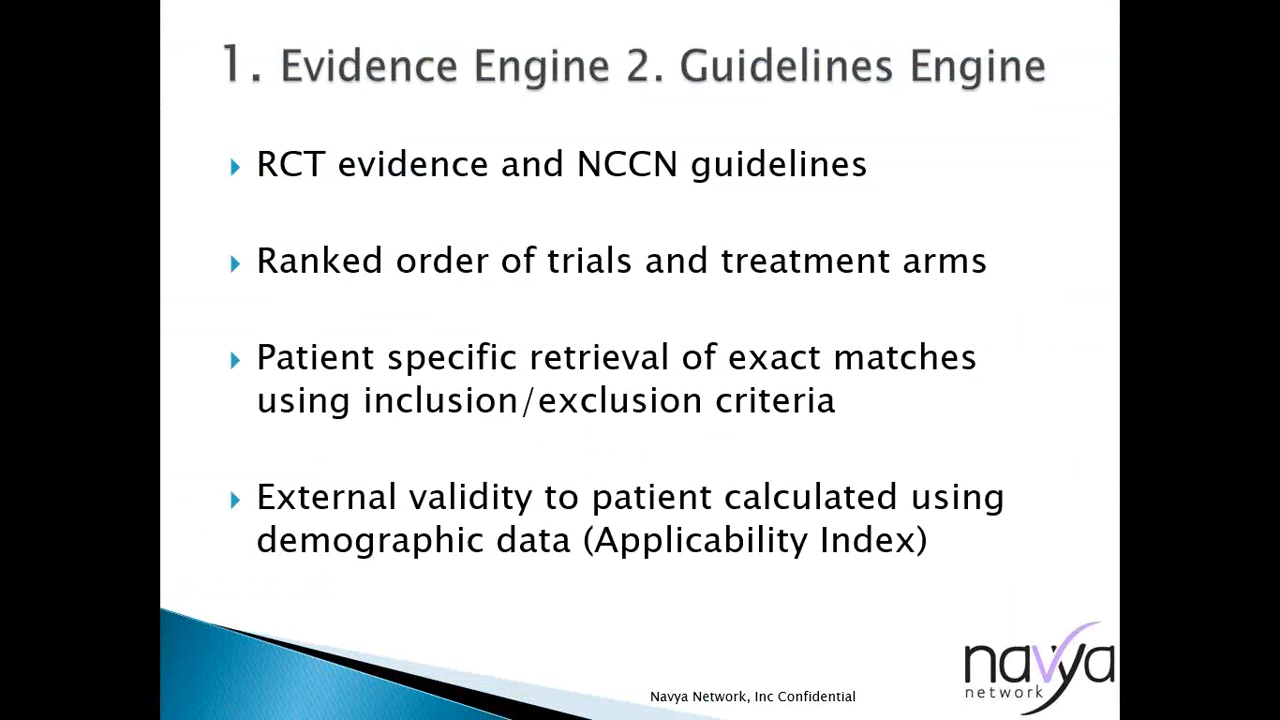 1. Evidence Engine 2. Guidelines Engine
RCT evidence and NCCN guidelines
Ranked order of trials and treatment arms
Patient specific retrieval of exact matches
using inclusion/exclusion criteria
External validity to patient calculated using
demographic data (Applicability Index)
navya
network
Navya Network, Inc Confidential